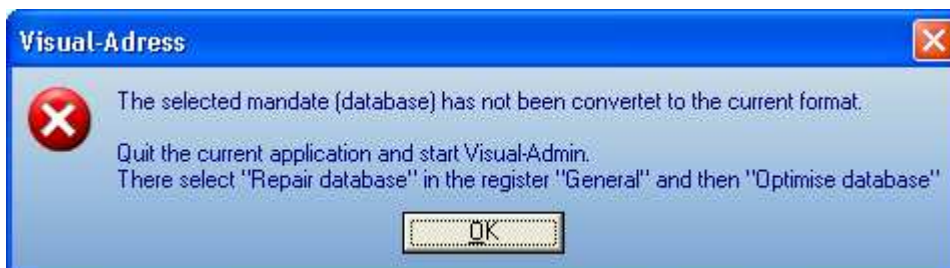 Visual-Adress
The selected mandate (database) has not been convertet to the current format.
Quit the current application and start Visual-Admin.
There select "Repair database" in the register "General" and then "Optimise database"
OK